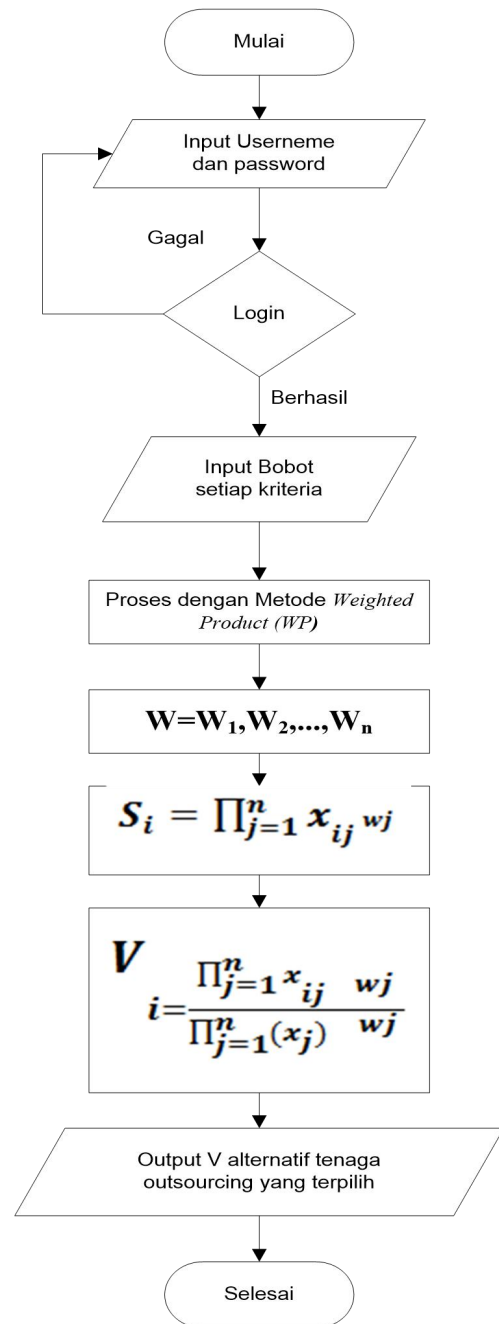 Mulai
Input Userneme
dan password
Gagal
Login
Berhasil
Input Bobot
setiap kriteria
Proses dengan Metode Weighted
Product (WP)
W=W₁,W₂,...,Wₙ
Sᵢ = ∏ⁿⱼ₌₁ xᵢⱼ wj
V i= ∏ⁿⱼ₌₁ xᵢⱼ wj / ∏ⁿⱼ₌₁(xⱼ) wj
Output V alternatif tenaga
outsourcing yang terpilih
Selesai